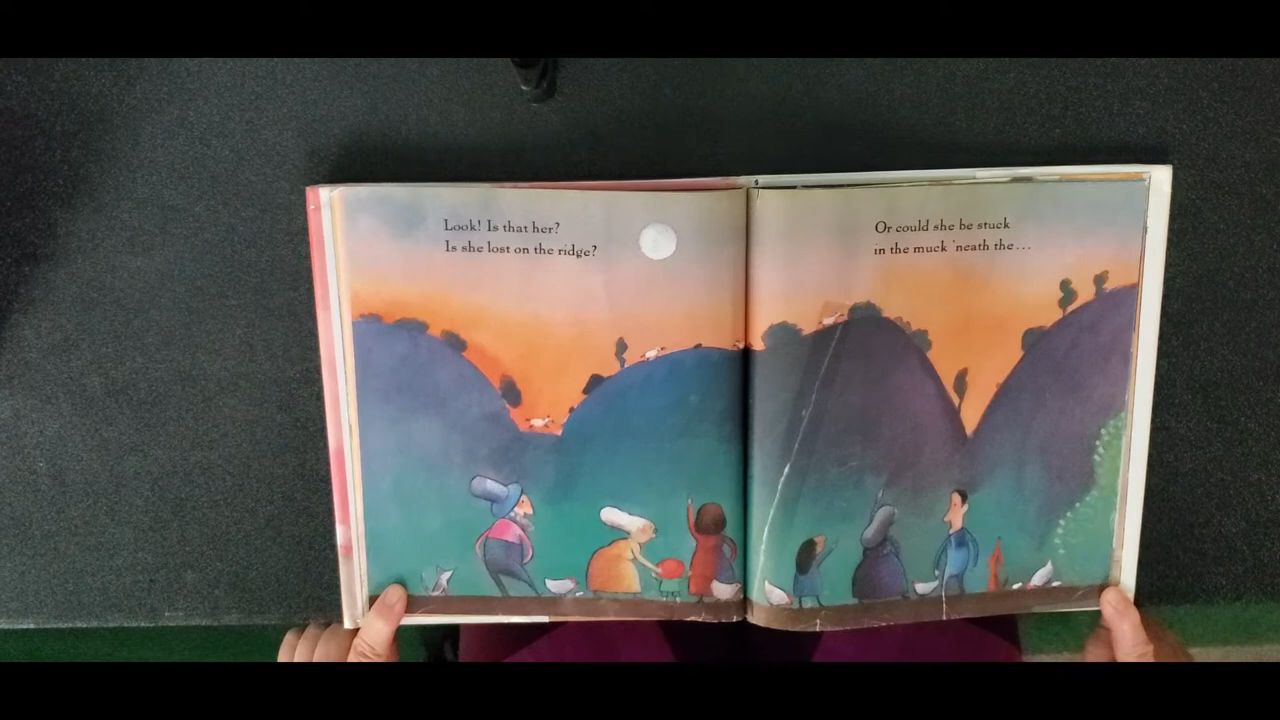 Look! Is that her?
Is she lost on the ridge?
Or could she be stuck
in the muck 'neath the...